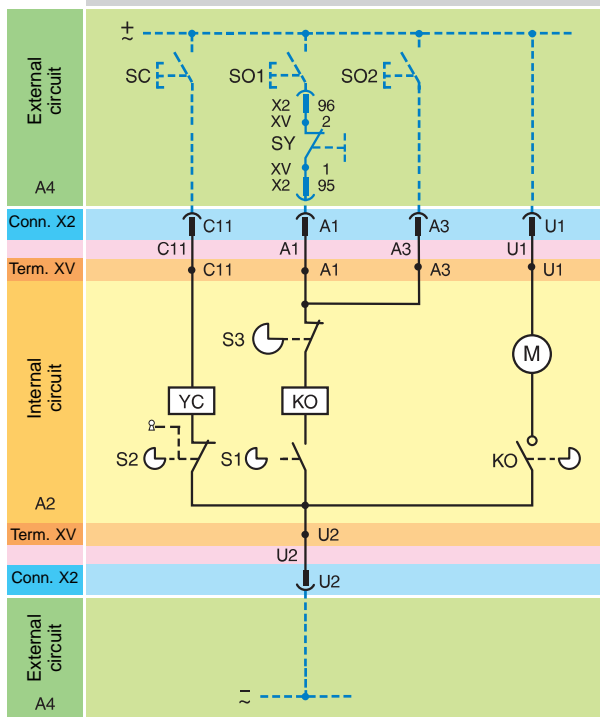 +
~
External circuit
A4
SC
SO1
SO2
X2 96
XV 2
SY
XV 1
X2 95
Conn. X2
C11 A1 A3 U1
C11 A1 A3 U1
Term. XV
C11 A1 A3 U1
Internal circuit
A2
S3
M
YC
KO
S2
S1
KO
Term. XV
U2
U2
Conn. X2
U2
External circuit
A4
−
~